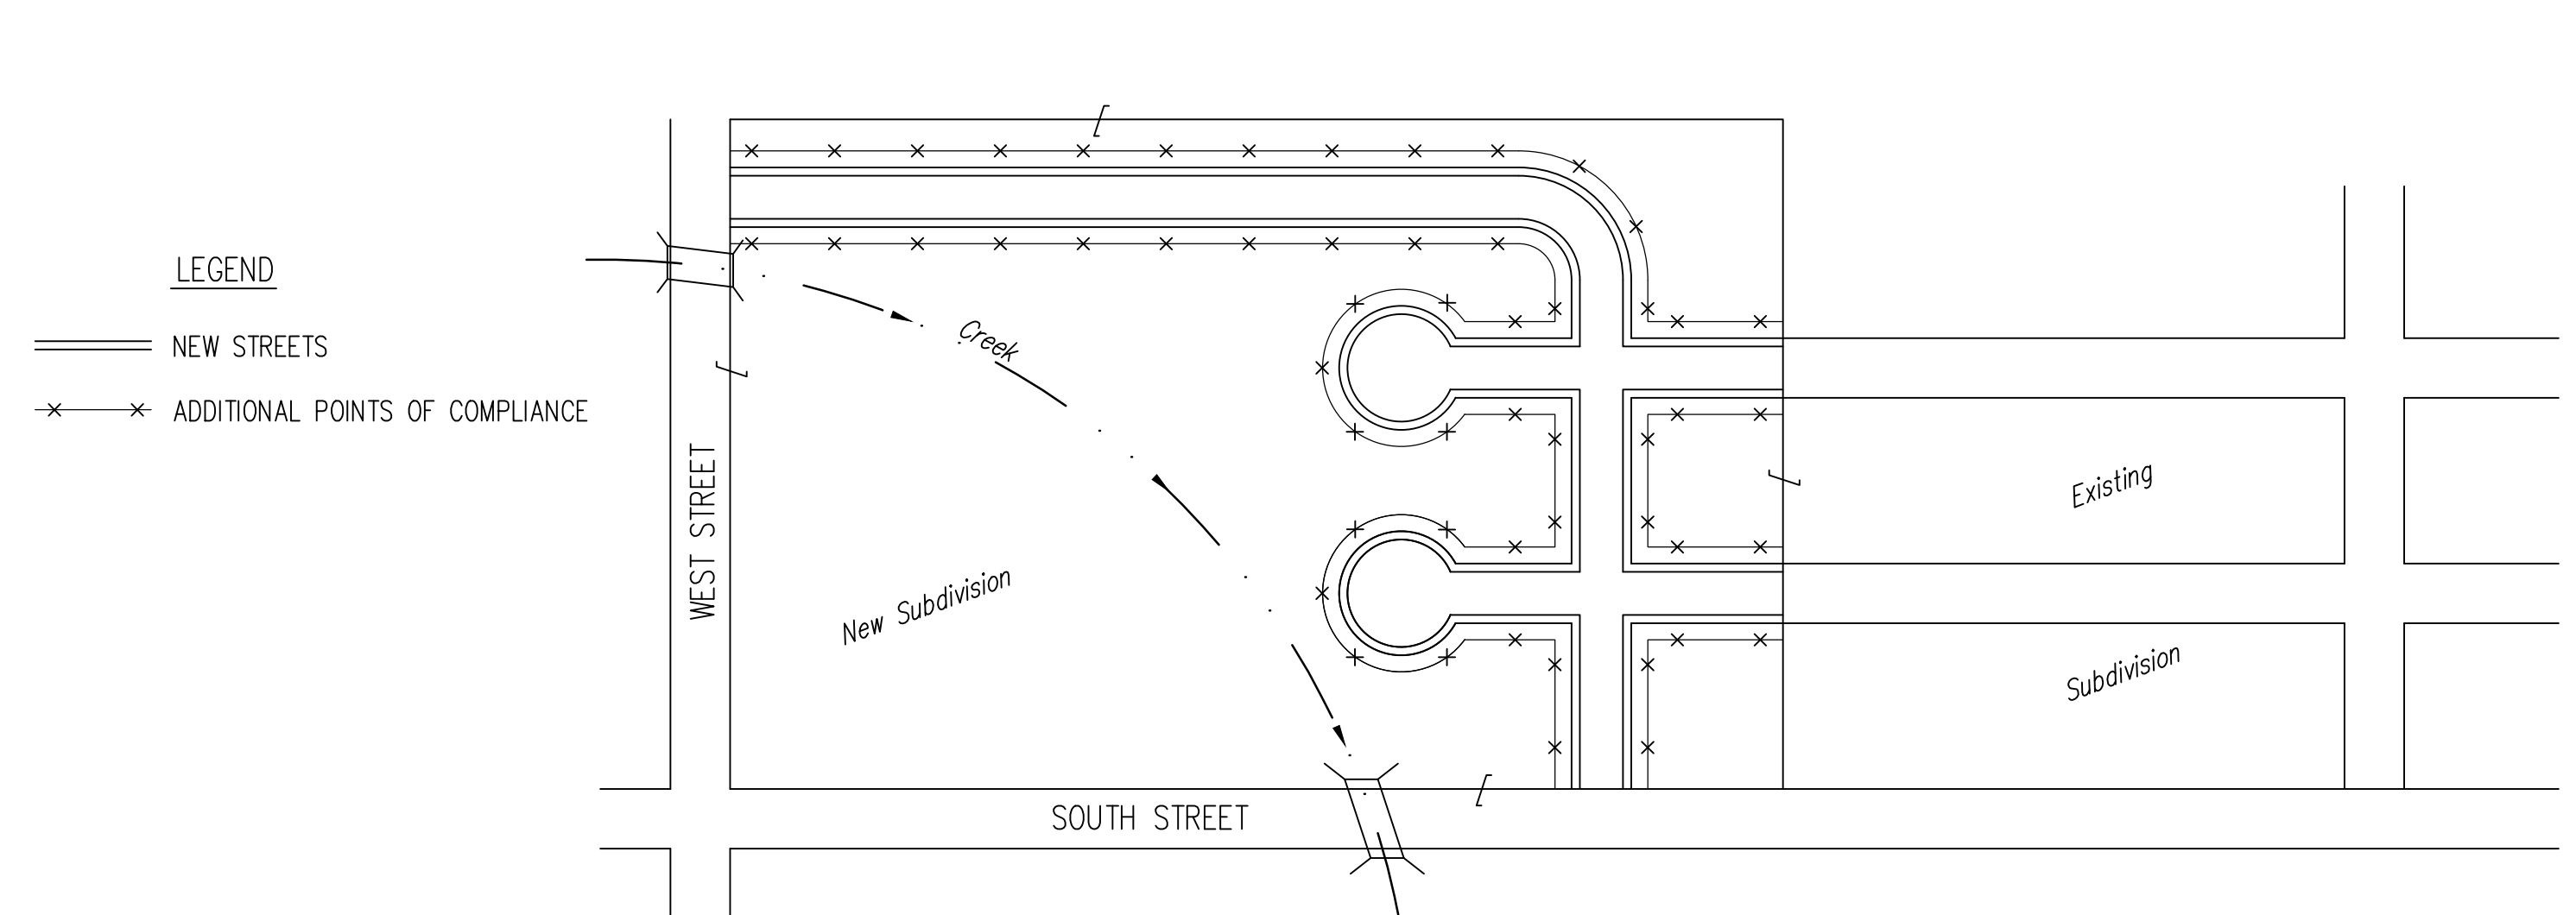 LEGEND
NEW STREETS
ADDITIONAL POINTS OF COMPLIANCE
WEST STREET
Creek
New Subdivision
SOUTH STREET
Existing
Subdivision